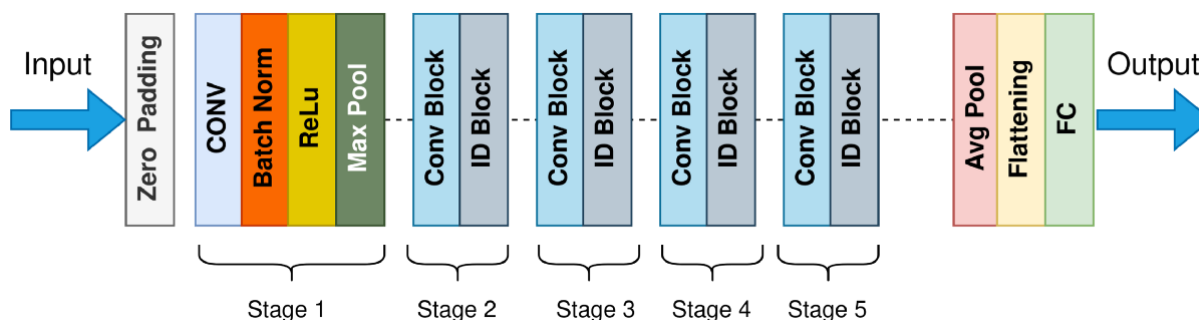 Input
Zero Padding
CONV
Batch Norm
ReLu
Max Pool
Conv Block
ID Block
Conv Block
ID Block
Conv Block
ID Block
Conv Block
ID Block
Avg Pool
Flattening
FC
Output
Stage 1
Stage 2
Stage 3
Stage 4
Stage 5